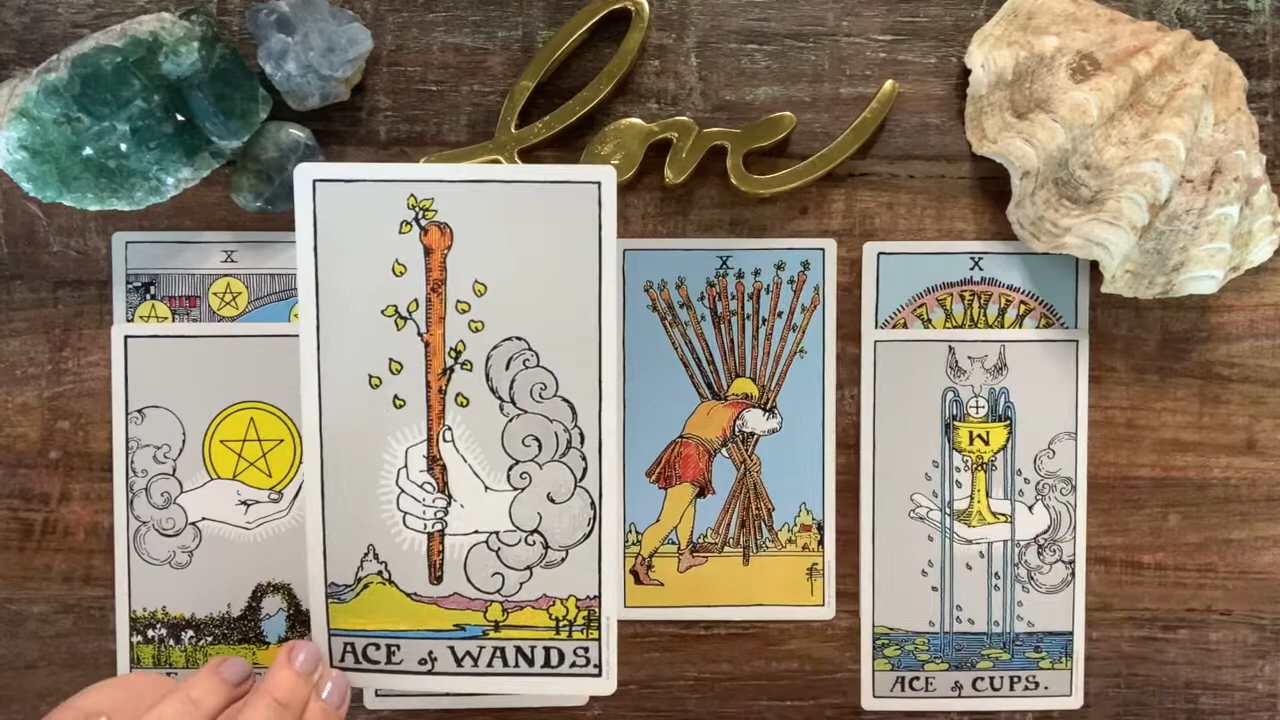 love
X
X
X
ACE of WANDS.
ACE of CUPS.